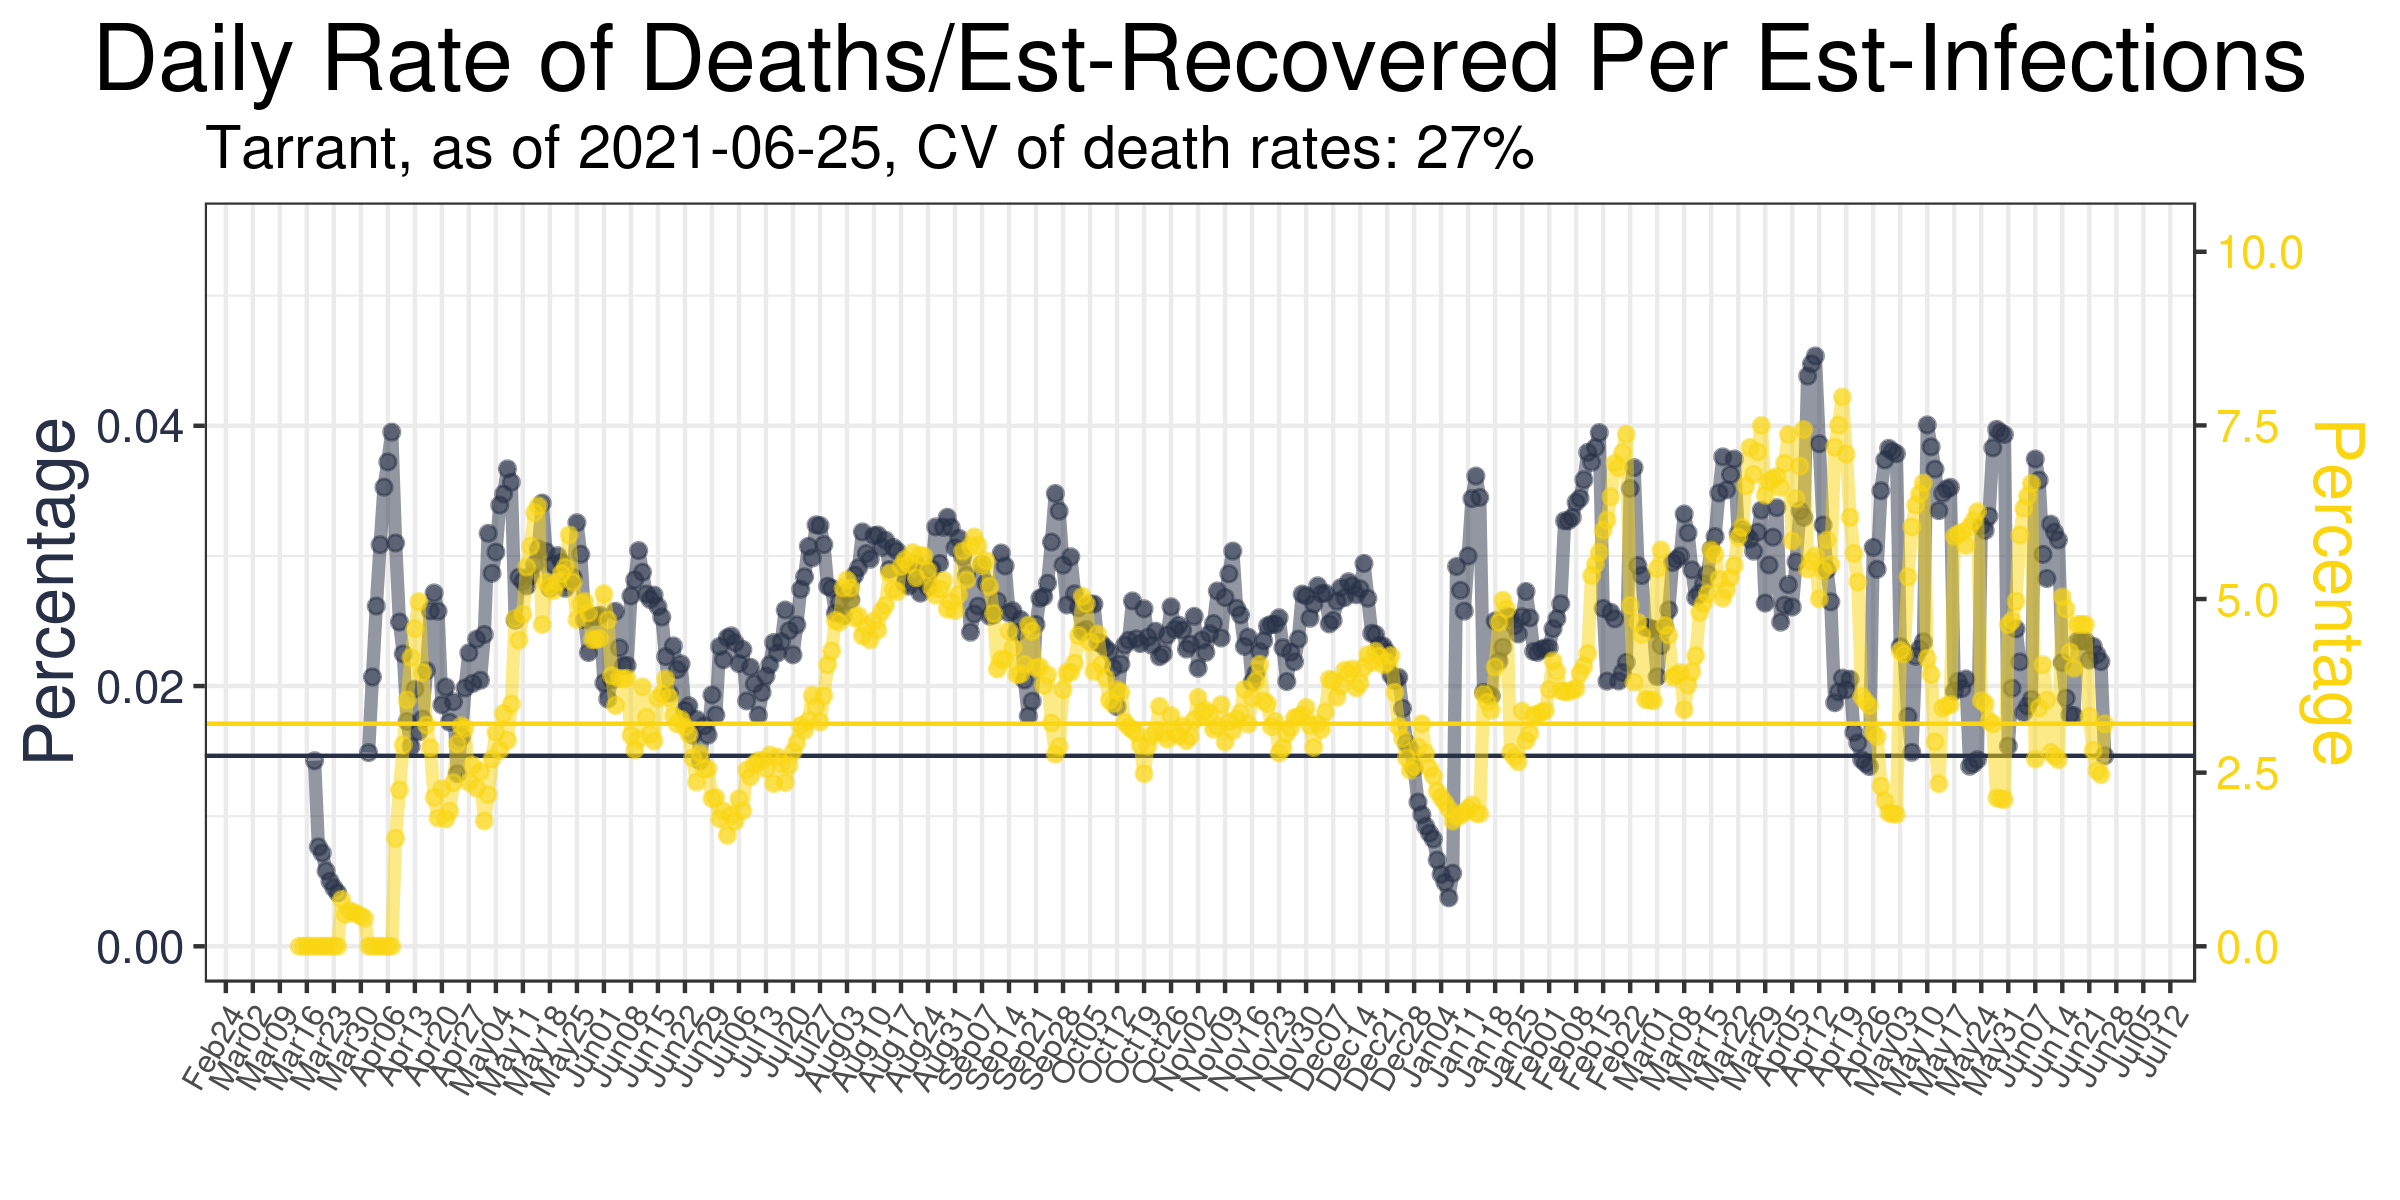 Daily Rate of Deaths/Est-Recovered Per Est-Infections
Tarrant, as of 2021-06-25, CV of death rates: 27%
Percentage
0.04
0.02
0.00
10.0
7.5
5.0
2.5
0.0
Percentage
Feb24
Mar02
Mar09
Mar16
Mar23
Mar30
Apr06
Apr13
Apr20
Apr27
May04
May11
May18
May25
Jun01
Jun08
Jun15
Jun22
Jun29
Jul06
Jul13
Jul20
Jul27
Aug03
Aug10
Aug17
Aug24
Aug31
Sep07
Sep14
Sep21
Sep28
Oct05
Oct12
Oct19
Oct26
Nov02
Nov09
Nov16
Nov23
Nov30
Dec07
Dec14
Dec21
Dec28
Jan04
Jan11
Jan18
Jan25
Feb01
Feb08
Feb15
Feb22
Mar01
Mar08
Mar15
Mar22
Mar29
Apr05
Apr12
Apr19
Apr26
May03
May10
May17
May24
May31
Jun07
Jun14
Jun21
Jun28
Jul05
Jul12